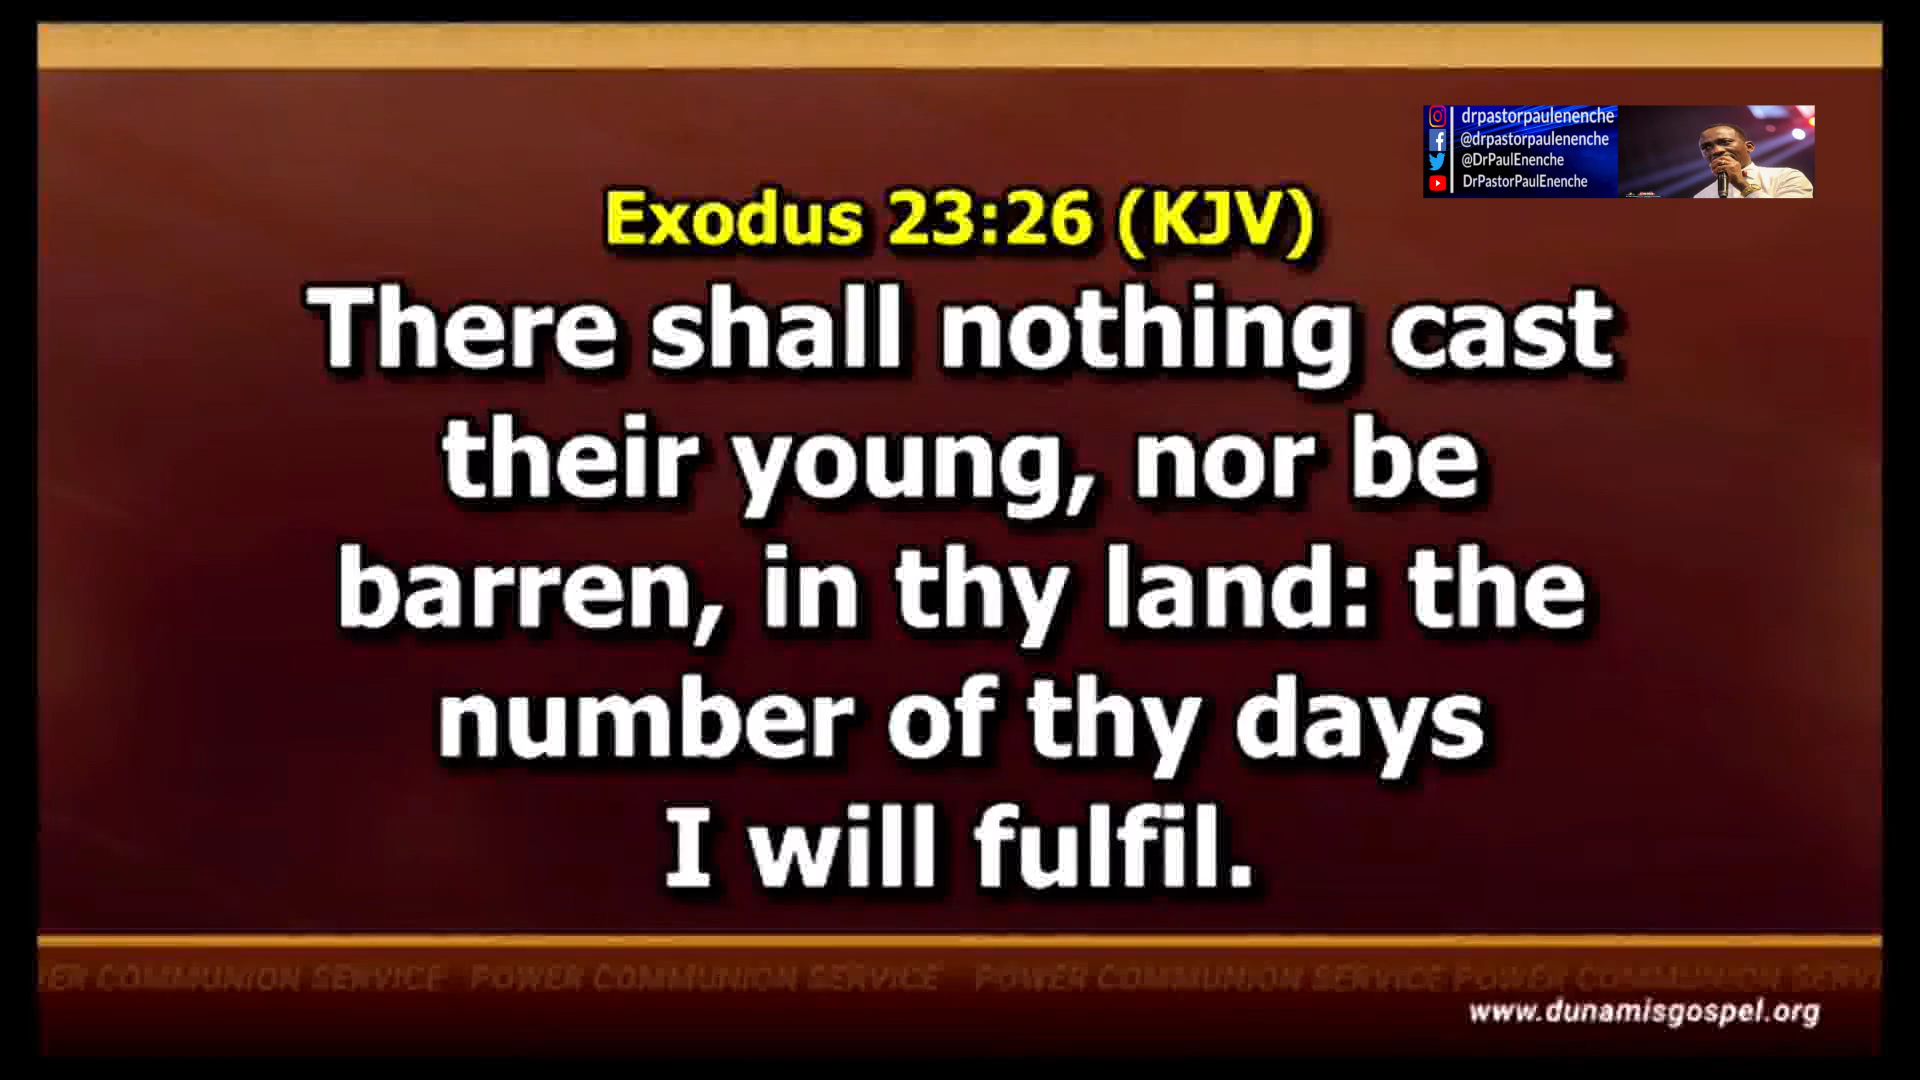 drpastorpaulenenche
@drpastorpaulenenche
@DrPaulEnenche
DrPastorPaulEnenche
Exodus 23:26 (KJV)
There shall nothing cast
their young, nor be
barren, in thy land: the
number of thy days
I will fulfil.
COMMUNION SERVICE POWER COMMUNION SERVICE POWER COMMUNION SERVICE POWER COMMUNION
www.dunamisgospel.org